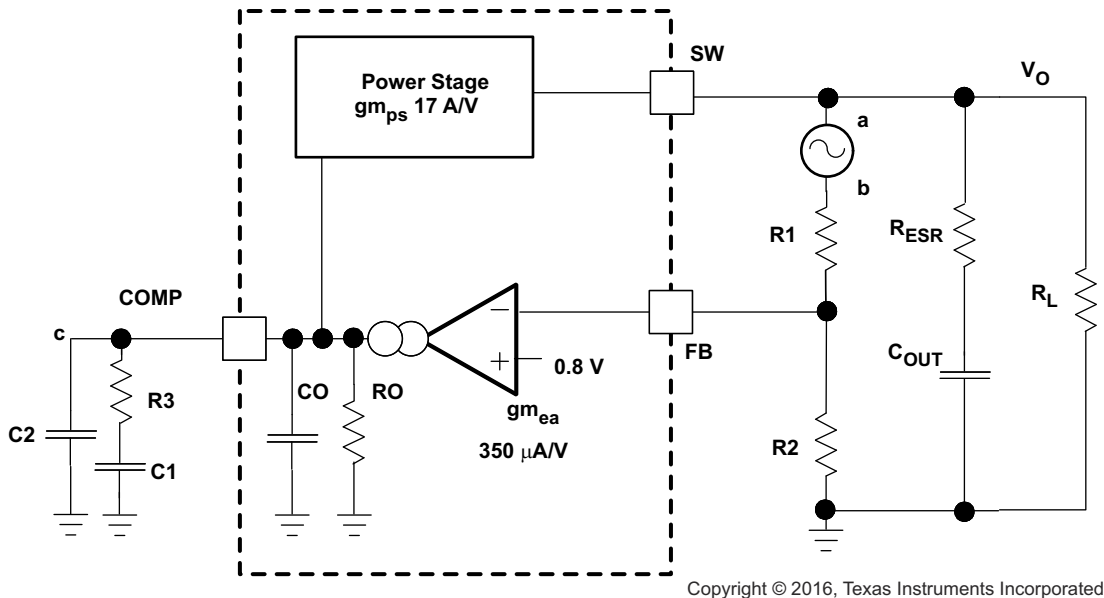 SW
Power Stage
gmps 17 A/V
VO
a
b
R1
RESR
RL
COMP
c
FB
0.8 V
COUT
CO
RO
R3
gmea
C2
350 μA/V
R2
C1
Copyright © 2016, Texas Instruments Incorporated